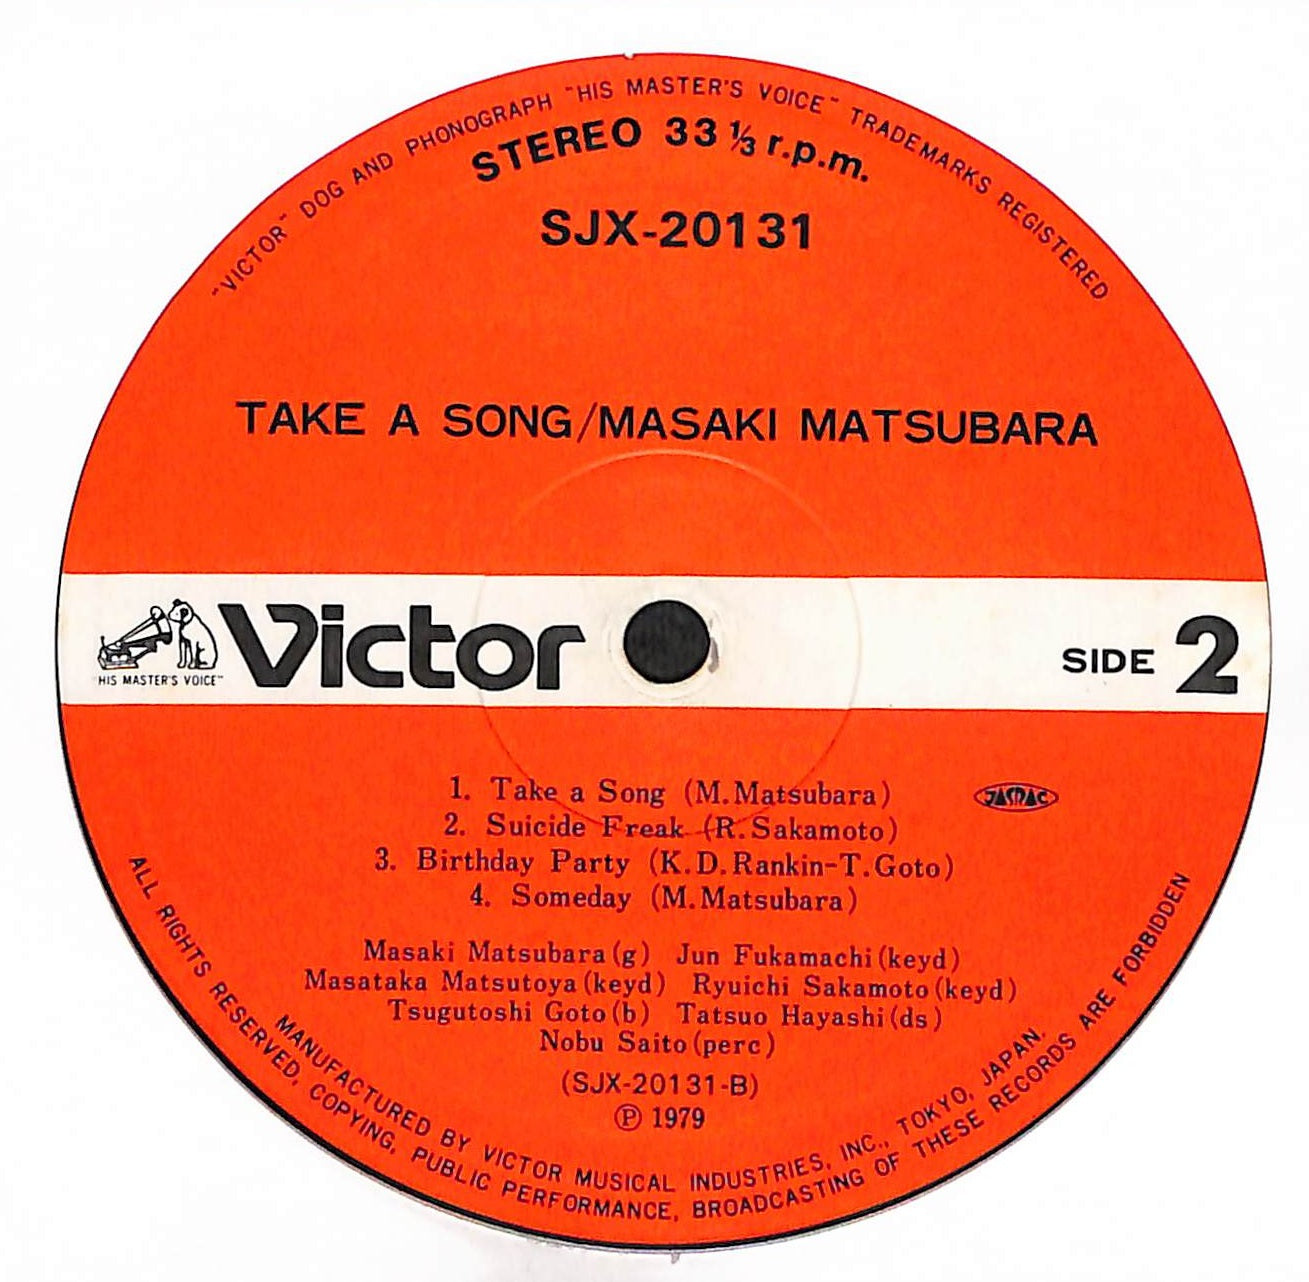 "VICTOR" DOG AND PHONOGRAPH "HIS MASTER'S VOICE" TRADEMARKS REGISTERED
STEREO 33 1/3 r.p.m.
SJX-20131
TAKE A SONG/MASAKI MATSUBARA
"HIS MASTER'S VOICE"
Victor
SIDE 2
1. Take a Song (M.Matsubara)
JASRAC
2. Suicide Freak (R.Sakamoto)
3. Birthday Party (K.D.Rankin-T.Goto)
4. Someday (M.Matsubara)
Masaki Matsubara(g) Jun Fukamachi(keyd)
Masataka Matsutoya(keyd) Ryuichi Sakamoto(keyd)
Tsugutoshi Goto(b) Tatsuo Hayashi(ds)
Nobu Saito(perc)
(SJX-20131-B)
Ⓟ 1979
MANUFACTURED BY VICTOR MUSICAL INDUSTRIES, INC., TOKYO, JAPAN.
ALL RIGHTS RESERVED, COPYING, PUBLIC PERFORMANCE, BROADCASTING OF THESE RECORDS ARE FORBIDDEN